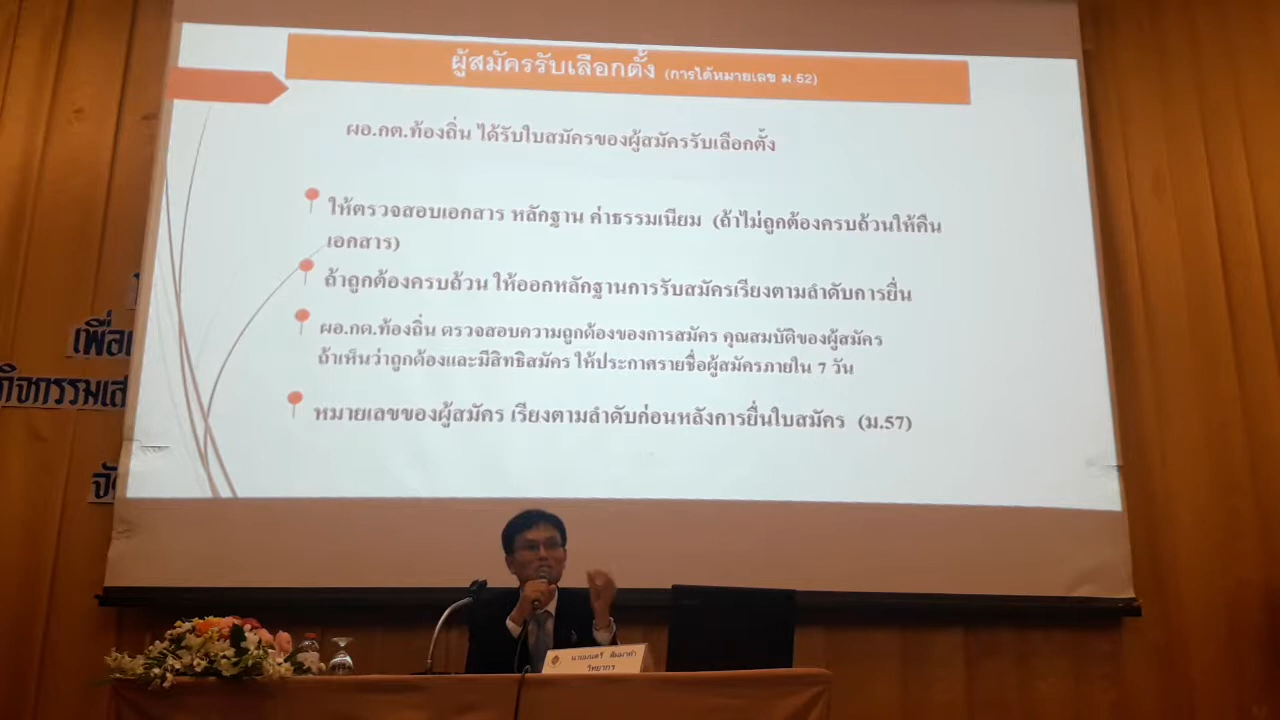 ผู้สมัครรับเลือกตั้ง (การได้หมายเลข ม.52)
ผอ.กต.ท้องถิ่น ได้รับใบสมัครของผู้สมัครรับเลือกตั้ง
ให้ตรวจสอบเอกสาร หลักฐาน ค่าธรรมเนียม (ถ้าไม่ถูกต้องครบถ้วนให้คืน
เอกสาร)
ถ้าถูกต้องครบถ้วน ให้ออกหลักฐานการรับสมัครเรียงตามลำดับการยื่น
ผอ.กต.ท้องถิ่น ตรวจสอบความถูกต้องของการสมัคร คุณสมบัติของผู้สมัคร
ถ้าเห็นว่าถูกต้องและมีสิทธิสมัคร ให้ประกาศรายชื่อผู้สมัครภายใน 7 วัน
หมายเลขของผู้สมัคร เรียงตามลำดับก่อนหลังการยื่นใบสมัคร (ม.57)
เพื่อ
กิจกรรมเส
จัด
นายมนตรี
วิทยากร